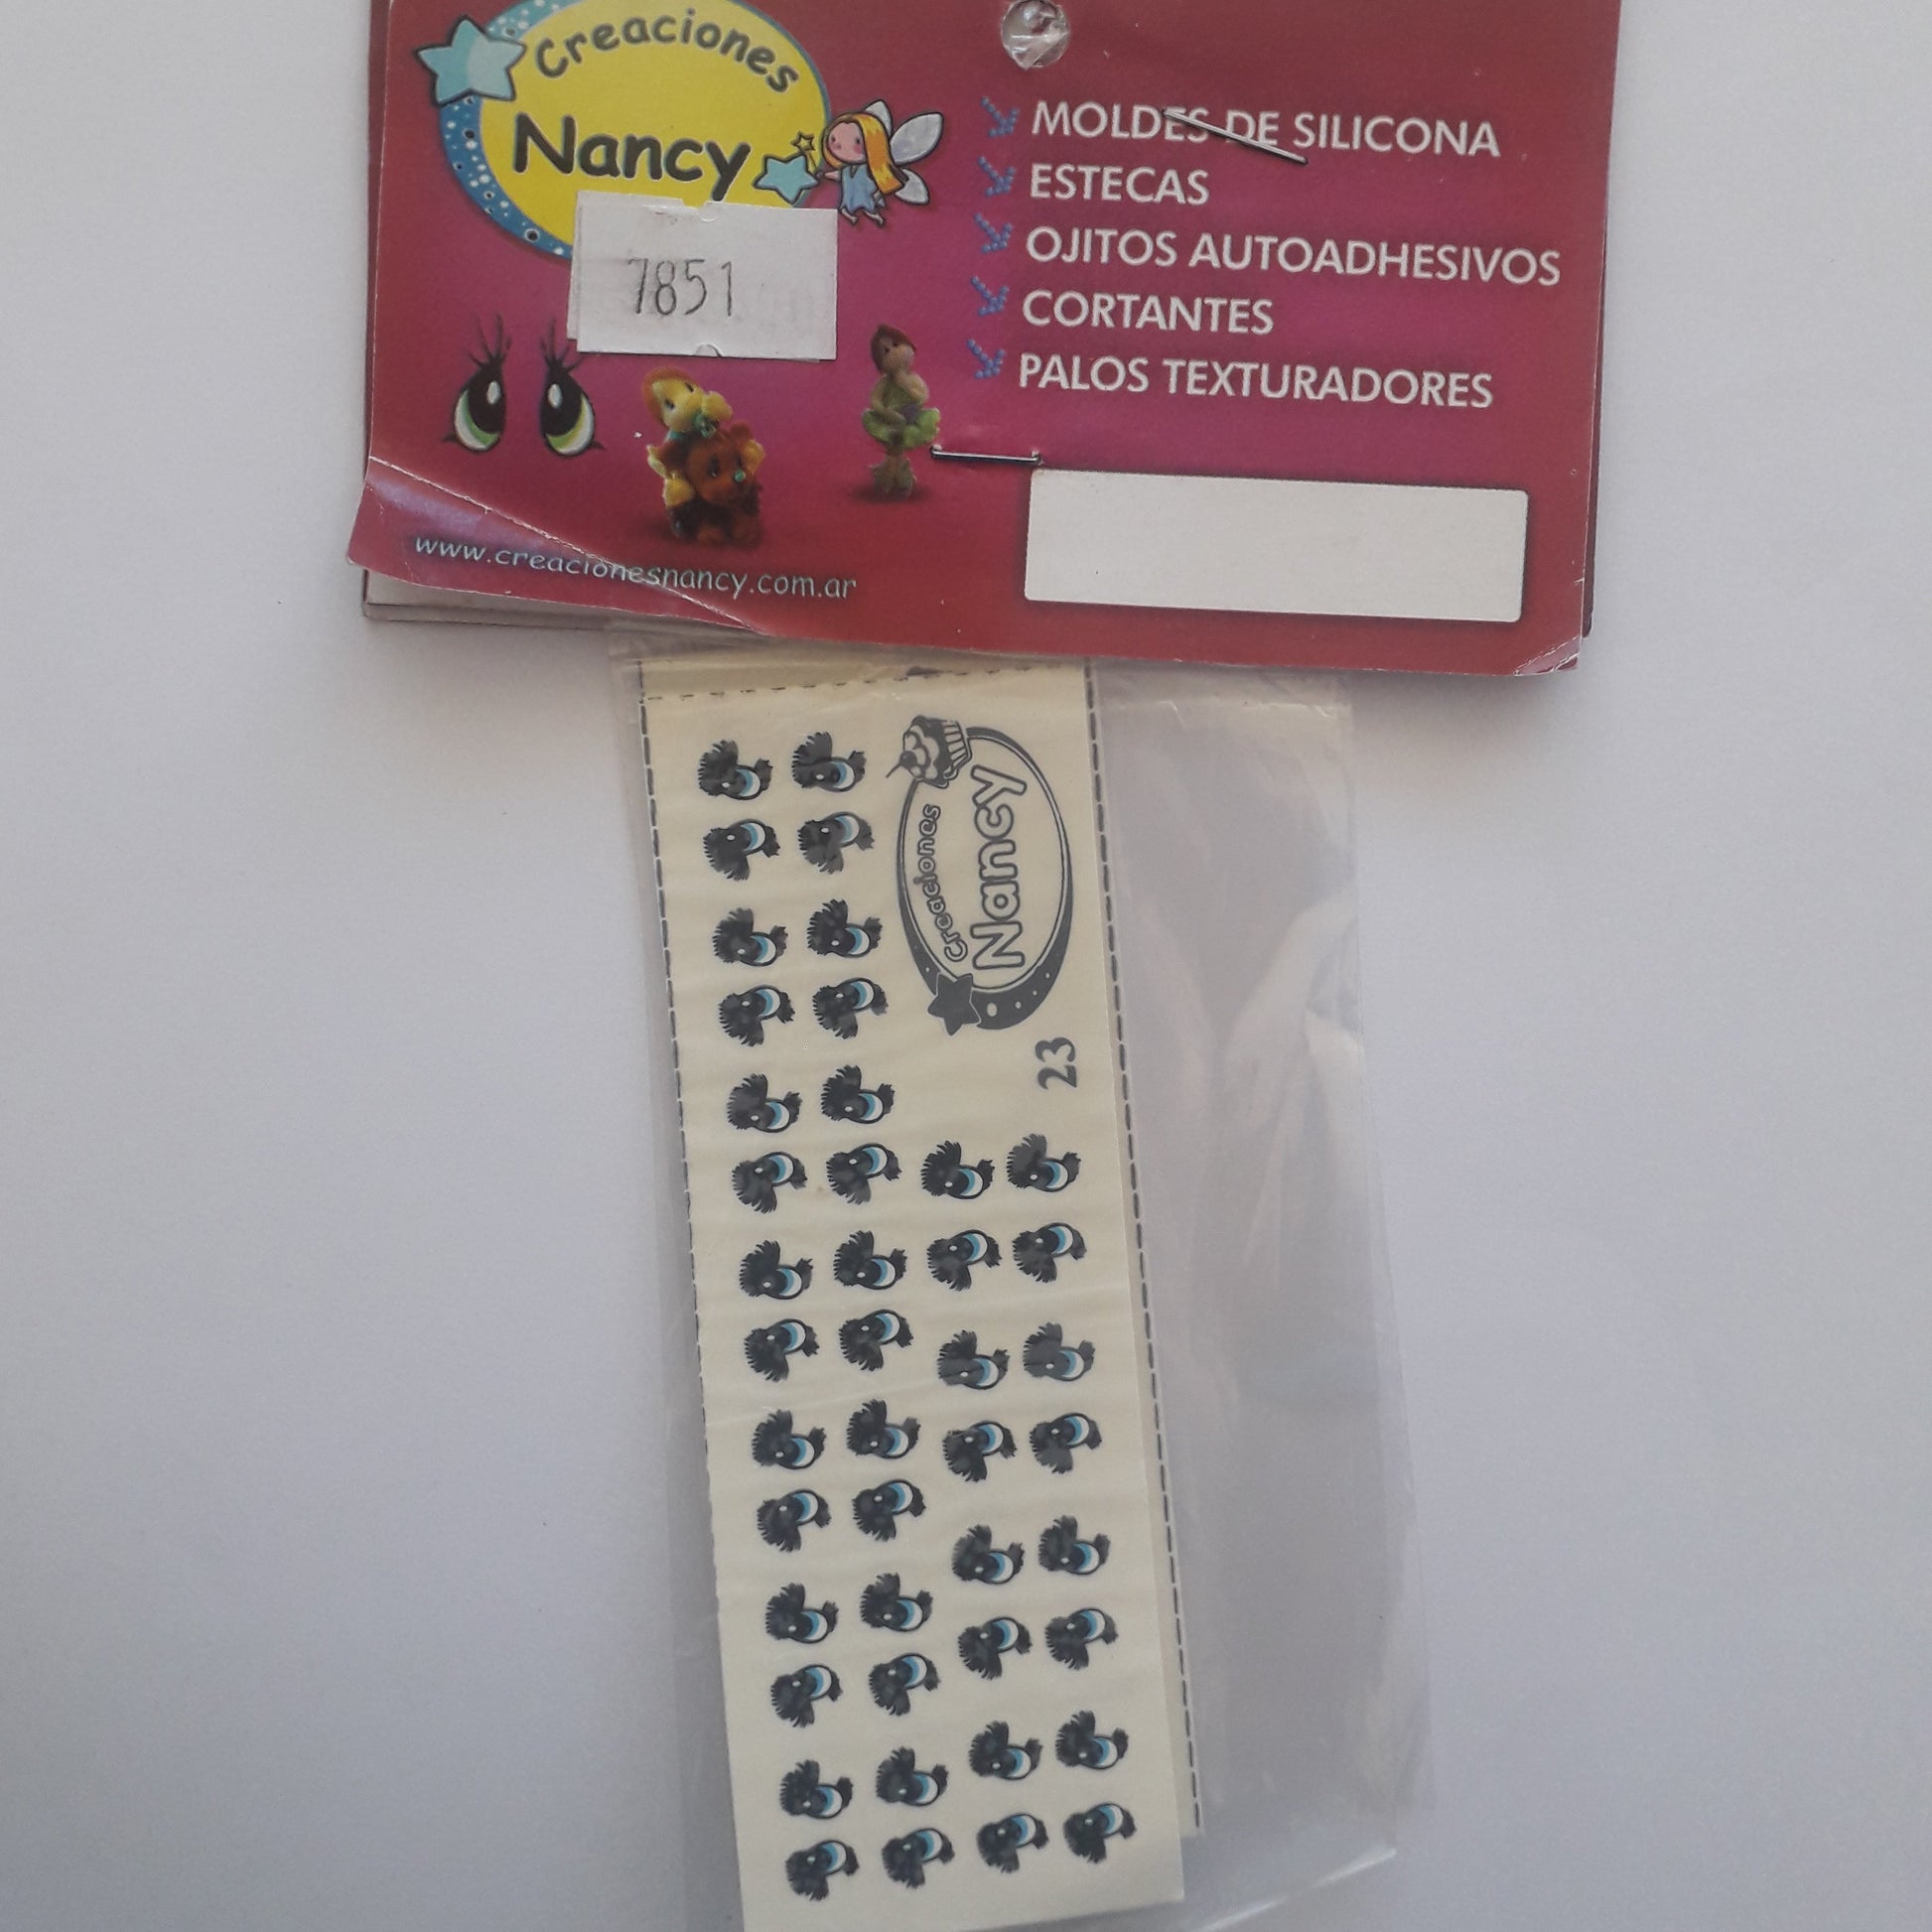 Creaciones
Nancy
7851
MOLDES DE SILICONA
ESTECAS
OJITOS AUTOADHESIVOS
CORTANTES
PALOS TEXTURADORES
www.creacionesnancy.com.ar
Creaciones
Nancy
23